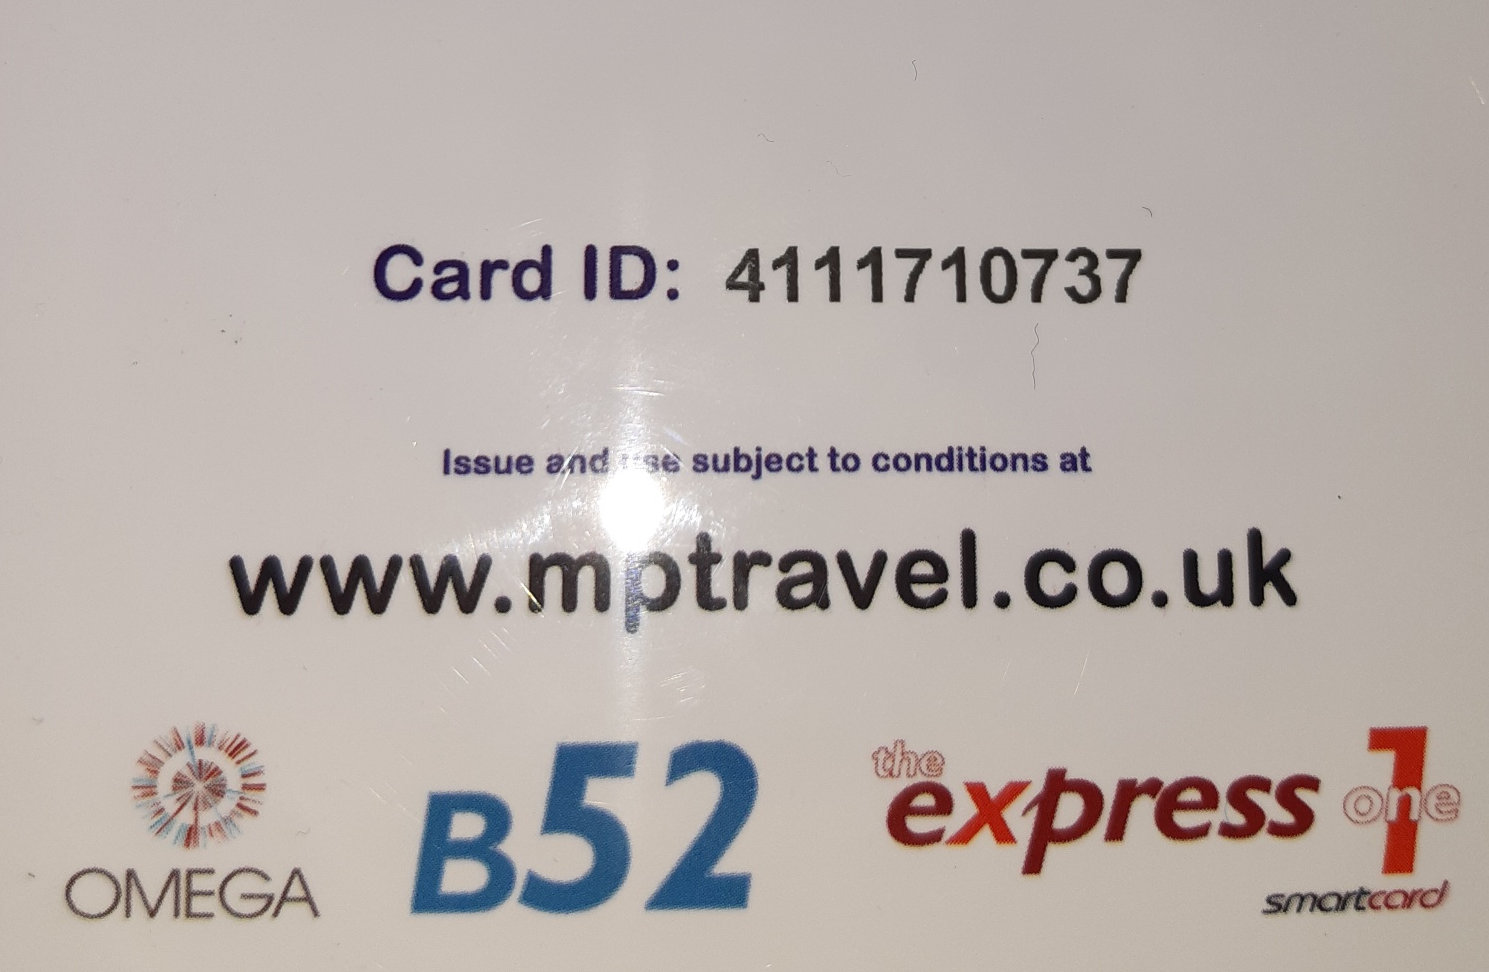 Card ID: 4111710737
Issue and use subject to conditions at
www.mptravel.co.uk
OMEGA
B52
the
express
1
one
smartcard